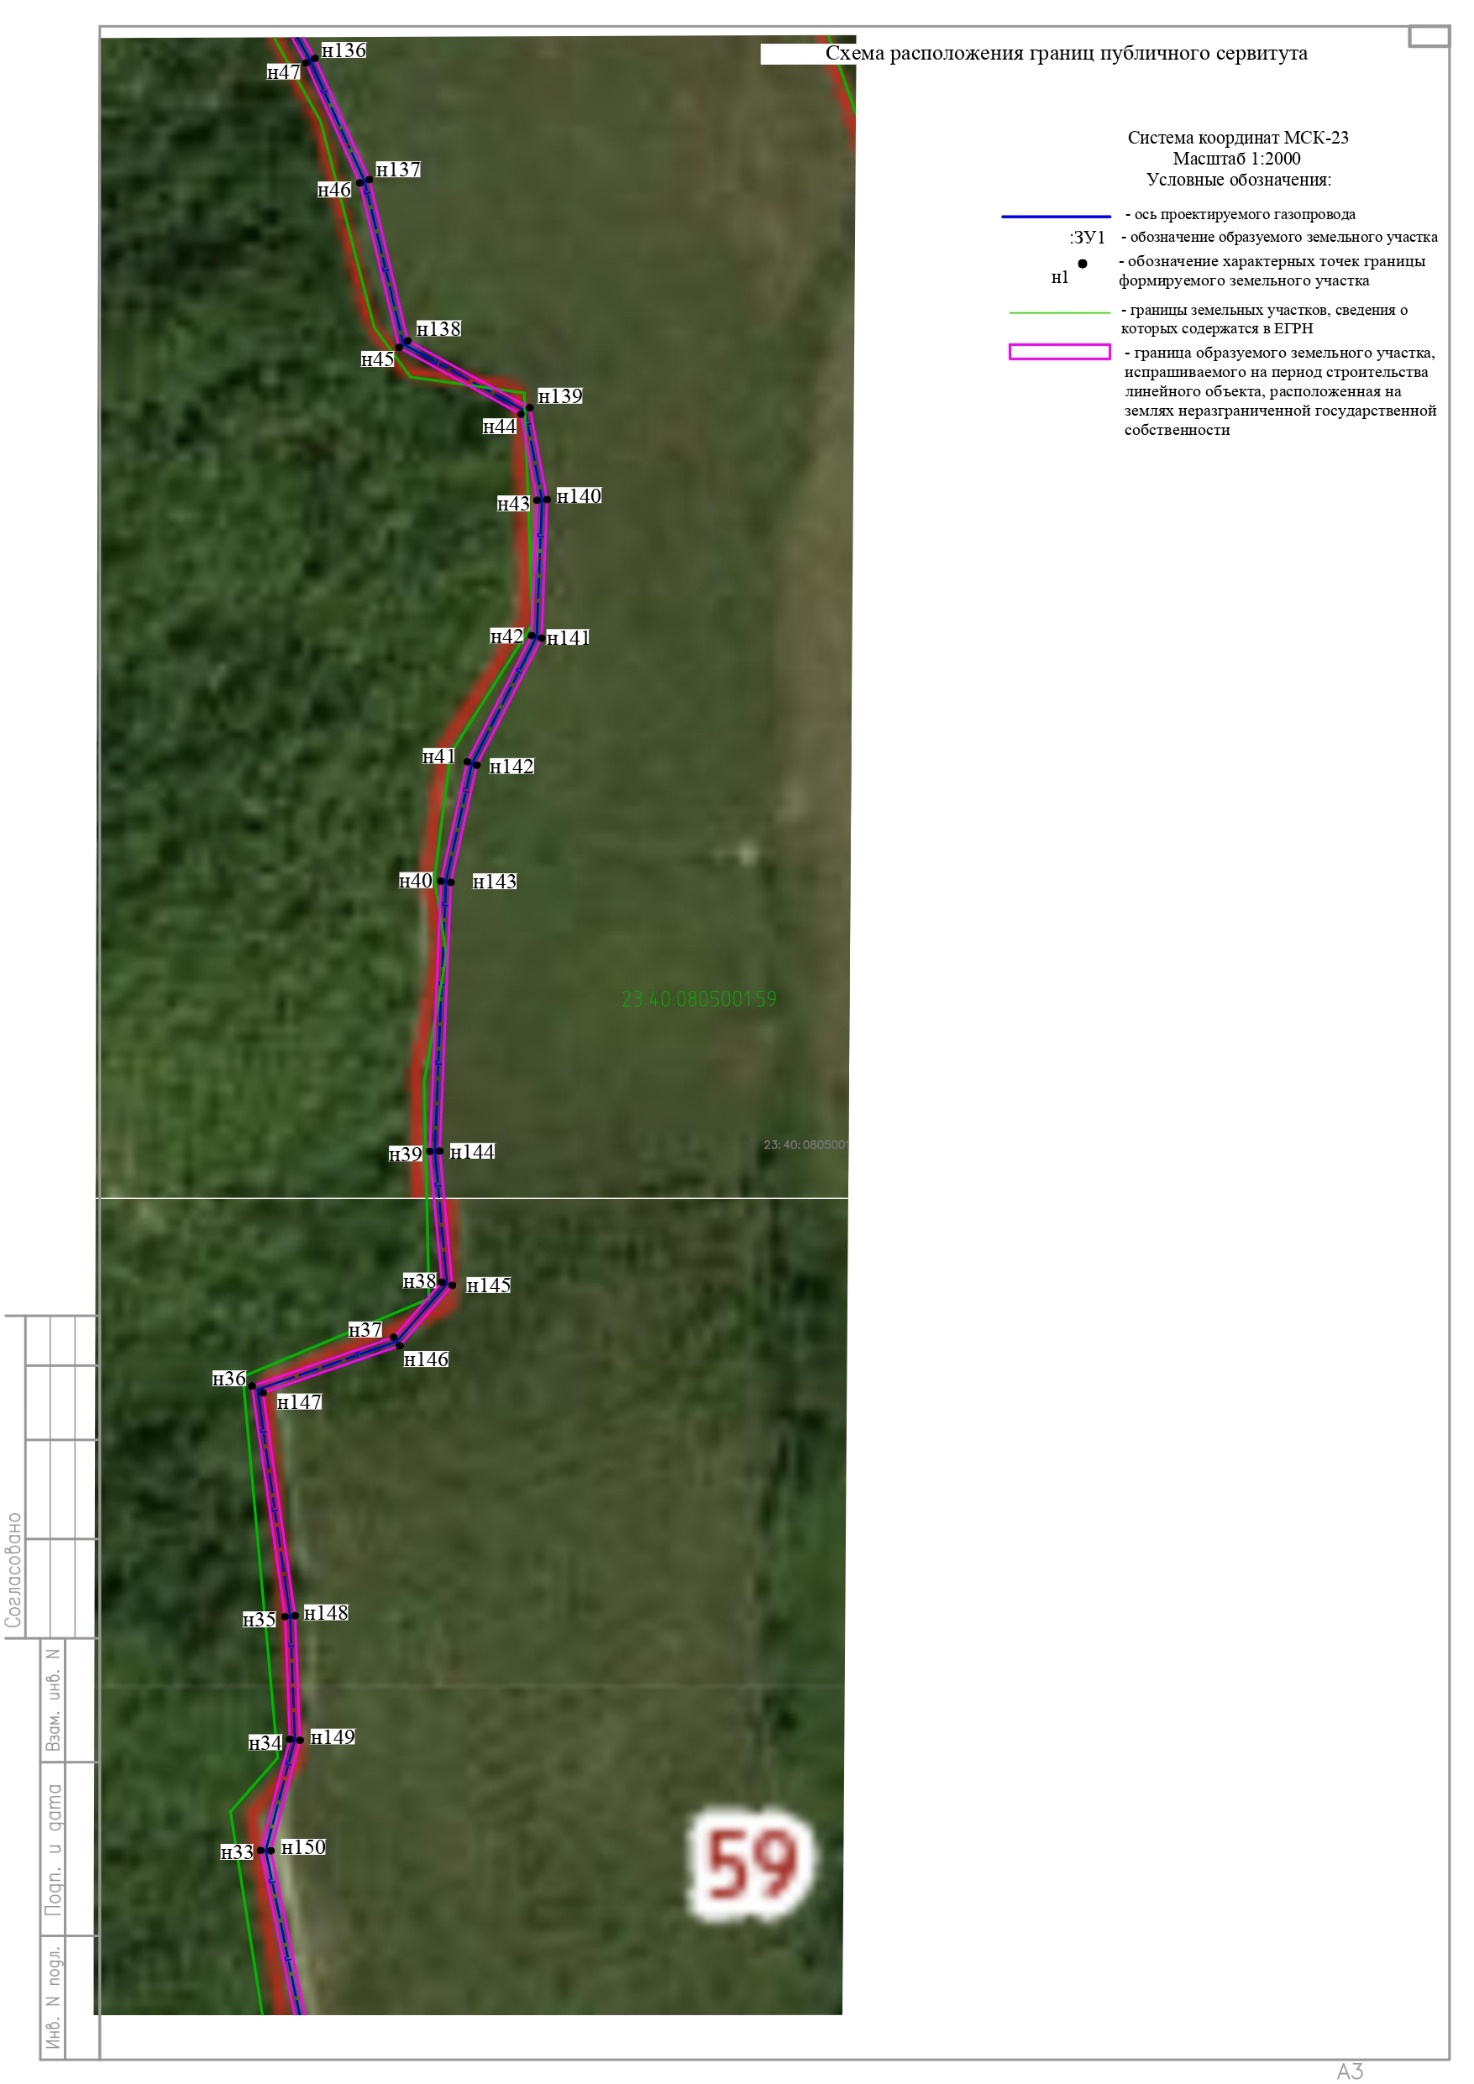 Схема расположения границ публичного сервитута
Система координат МСК-23
Масштаб 1:2000
Условные обозначения:
- ось проектируемого газопровода
:ЗУ1 - обозначение образуемого земельного участка
н1 - обозначение характерных точек границы
формируемого земельного участка
- границы земельных участков, сведения о
которых содержатся в ЕГРН
- граница образуемого земельного участка,
испрашиваемого на период строительства
линейного объекта, расположенная на
землях неразграниченной государственной
собственности
н136
н47
н137
н46
н138
н45
н139
н44
н140
н43
н42
н141
н41
н142
н40
н143
23:40:0805001:59
23:40:0805001
н39
н144
н38
н145
н37
н146
н36
н147
н35
н148
н34
н149
н33
н150
59
Согласовано
Взам. инв. N
Подп. и дата
Инв. N подл.
А3